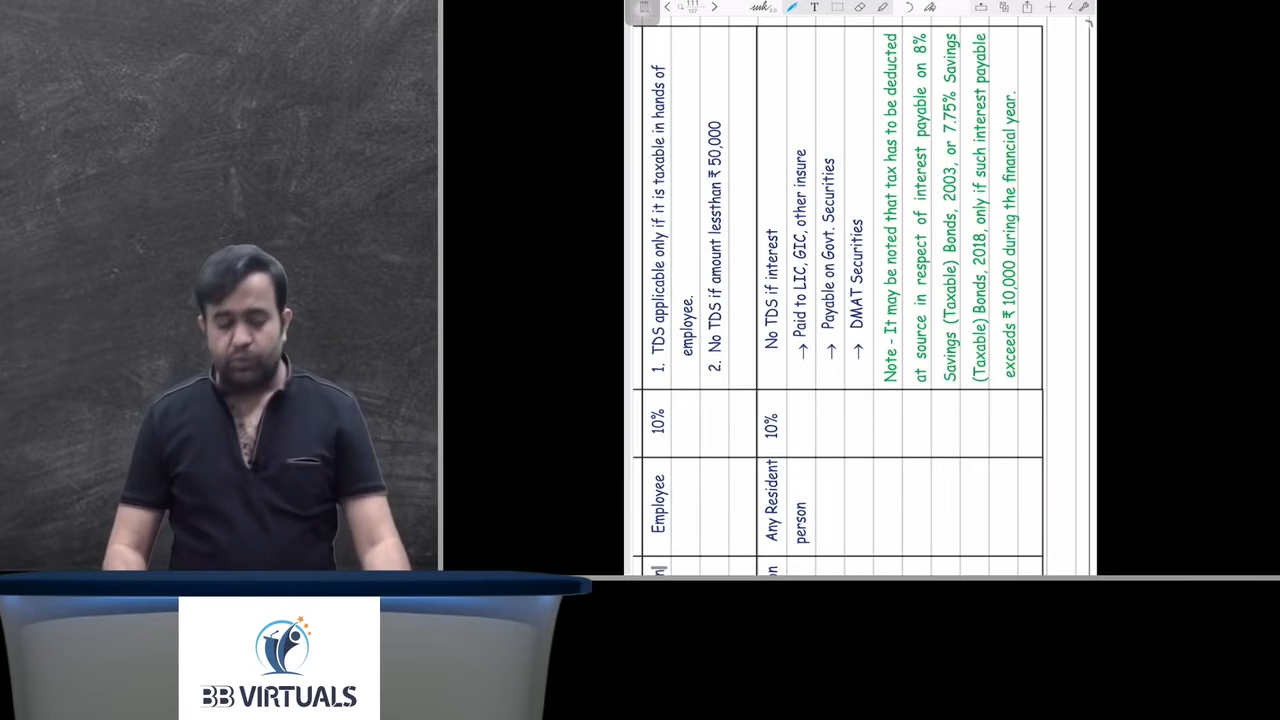 111
127
T
Employee
10%
1. TDS applicable only if it is taxable in hands of
employee.
2. No TDS if amount lessthan ₹ 50,000
Any Resident
person
10%
No TDS if interest
→ Paid to LIC, GIC, other insure
→ Payable on Govt. Securities
→ DMAT Securities
Note - It may be noted that tax has to be deducted
at source in respect of interest payable on 8%
Savings (Taxable) Bonds, 2003, or 7.75% Savings
(Taxable) Bonds, 2018, only if such interest payable
exceeds ₹ 10,000 during the financial year.
BB VIRTUALS